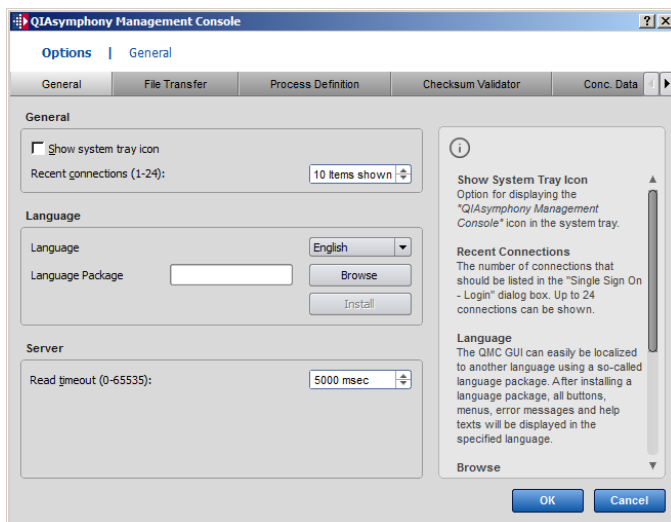 QIAsymphony Management Console
Options | General
General File Transfer Process Definition Checksum Validator Conc. Data
General
Show system tray icon
Recent connections (1-24): 10 Items shown
Language
Language English
Language Package Browse
Install
Server
Read timeout (0-65535): 5000 msec
Show System Tray Icon
Option for displaying the
"QIAsymphony Management
Console" icon in the system tray.
Recent Connections
The number of connections that
should be listed in the "Single Sign On
- Login" dialog box. Up to 24
connections can be shown.
Language
The QMC GUI can easily be localized
to another language using a so-called
language package. After installing a
language package, all buttons,
menus, error messages and help
texts will be displayed in the
specified language.
Browse
OK Cancel